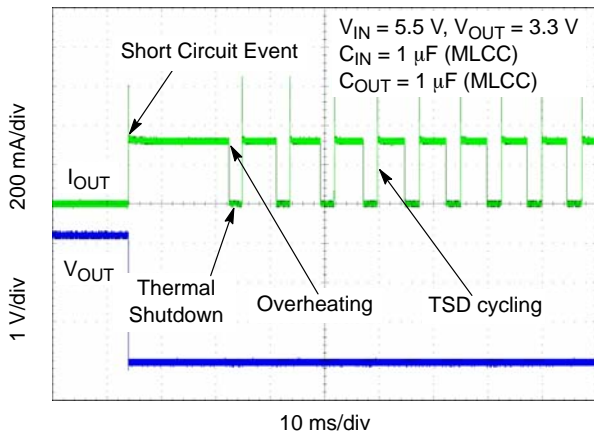 V_IN = 5.5 V, V_OUT = 3.3 V
C_IN = 1 μF (MLCC)
C_OUT = 1 μF (MLCC)
Short Circuit Event
200 mA/div
I_OUT
V_OUT
1 V/div
Thermal
Shutdown
Overheating
TSD cycling
10 ms/div